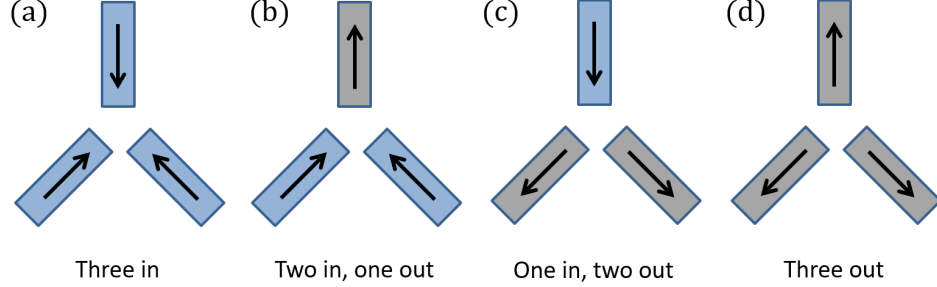 (a) (b) (c) (d)
Three in Two in, one out One in, two out Three out